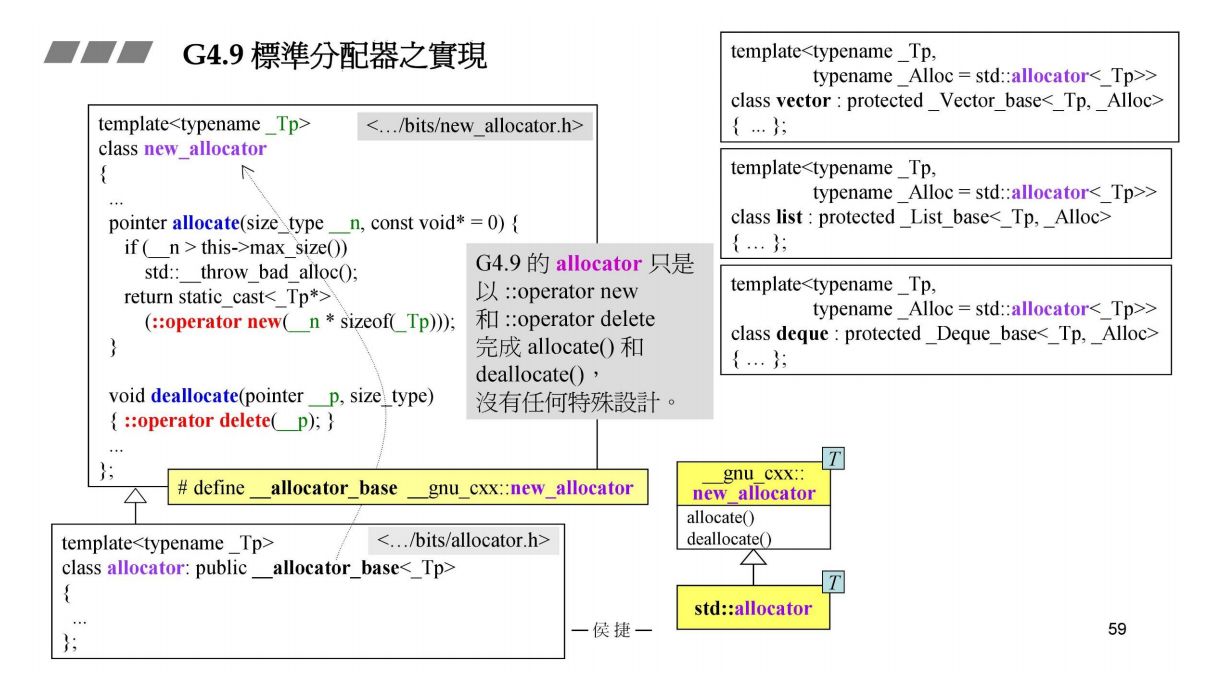 G4.9 標準分配器之實現
template<typename _Tp>
<…/bits/new_allocator.h>
class new_allocator
{
...
pointer allocate(size_type __n, const void* = 0) {
if (__n > this->max_size())
std::__throw_bad_alloc();
return static_cast<_Tp*>
(::operator new(__n * sizeof(_Tp)));
}
void deallocate(pointer __p, size_type)
{ ::operator delete(__p); }
...
};
# define __allocator_base __gnu_cxx::new_allocator
template<typename _Tp>
<…/bits/allocator.h>
class allocator: public __allocator_base<_Tp>
{
...
};
G4.9 的 allocator 只是
以 ::operator new
和 ::operator delete
完成 allocate() 和
deallocate()，
沒有任何特殊設計。
template<typename _Tp,
typename _Alloc = std::allocator<_Tp>>
class vector : protected _Vector_base<_Tp, _Alloc>
{ ... };
template<typename _Tp,
typename _Alloc = std::allocator<_Tp>>
class list : protected _List_base<_Tp, _Alloc>
{ ... };
template<typename _Tp,
typename _Alloc = std::allocator<_Tp>>
class deque : protected _Deque_base<_Tp, _Alloc>
{ ... };
T
__gnu_cxx::
new_allocator
allocate()
deallocate()
T
std::allocator
—侯捷—
59